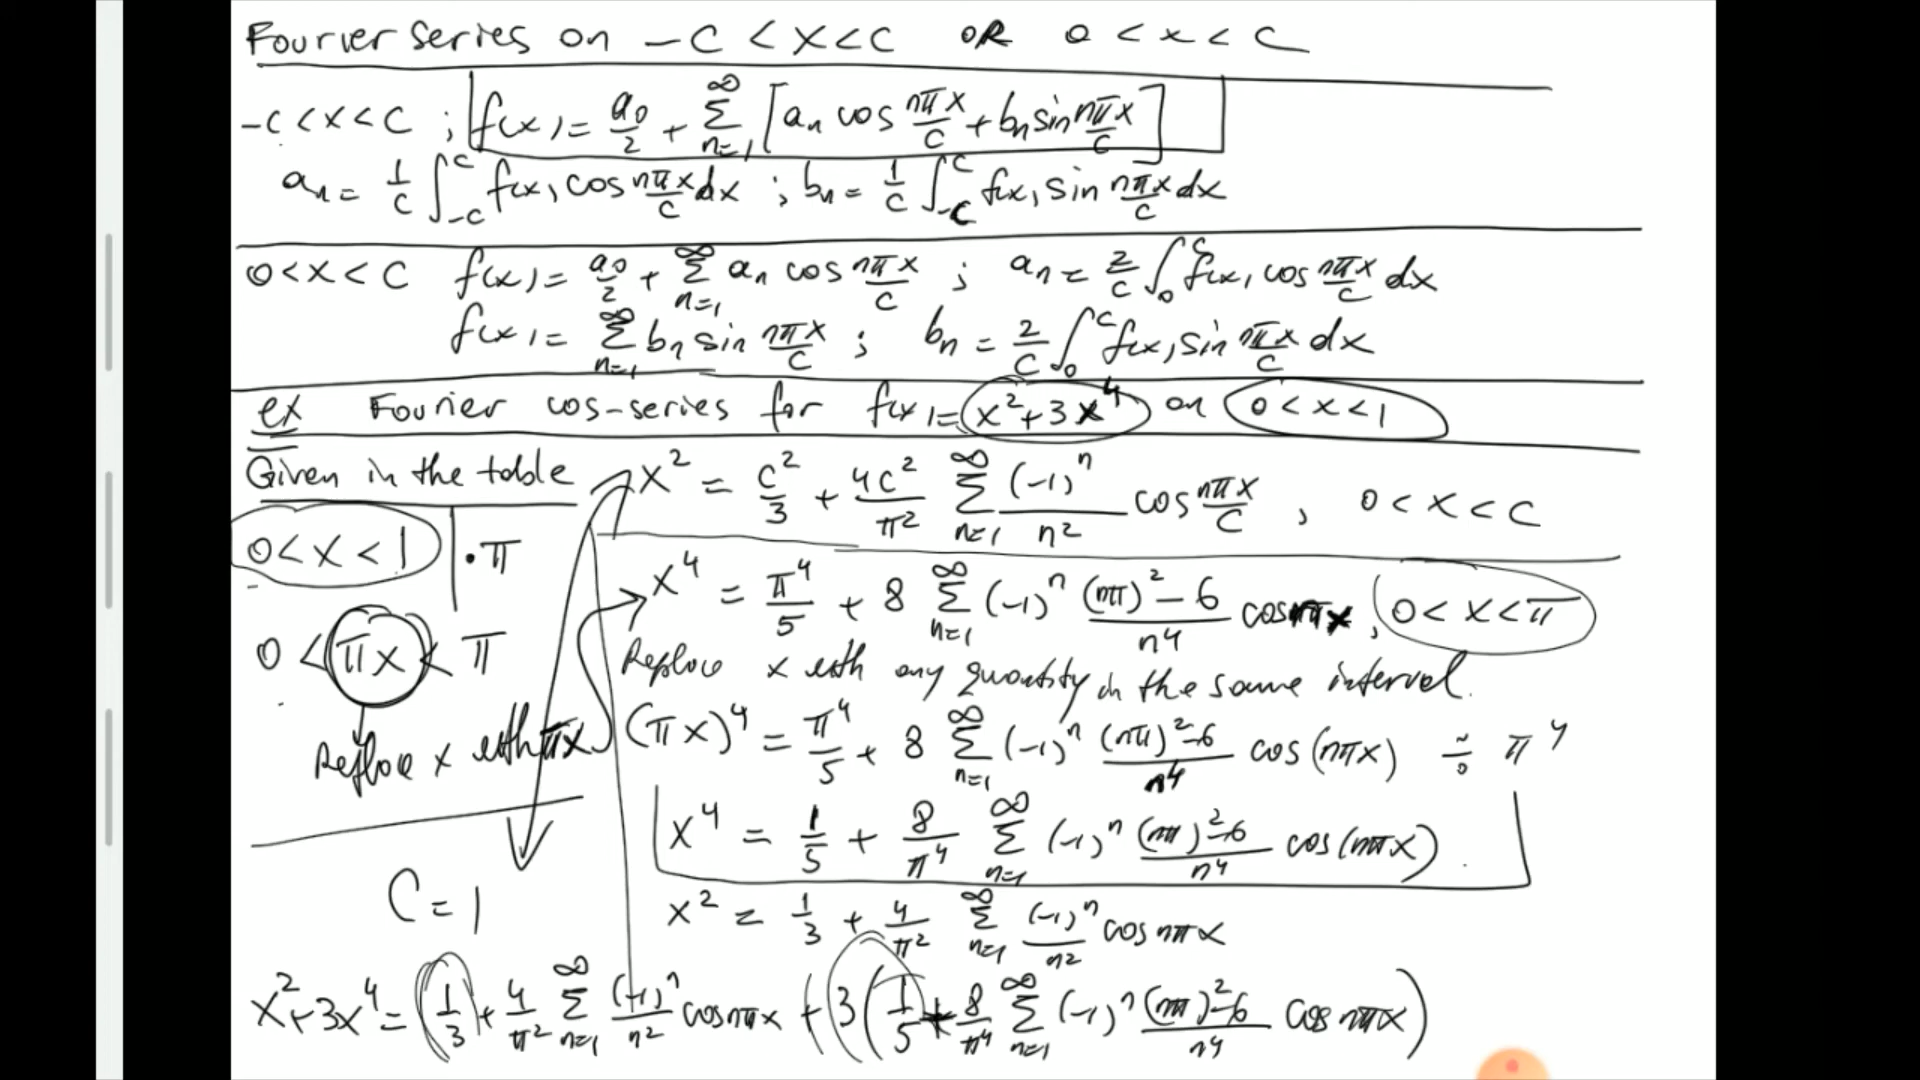 Fourier series on -c < x < c OR 0 < x < c
-c < x < c ; f(x) = a₀/2 + Σ_{n=1}^{∞} [aₙ cos nπx/c + bₙ sin nπx/c]
aₙ = 1/c ∫_{-c}^{c} f(x) cos nπx/c dx ; bₙ = 1/c ∫_{-c}^{c} f(x) sin nπx/c dx
0 < x < c f(x) = a₀/2 + Σ_{n=1}^{∞} aₙ cos nπx/c ; aₙ = 2/c ∫_0^c f(x) cos nπx/c dx
f(x) = Σ_{n=1}^{∞} bₙ sin nπx/c ; bₙ = 2/c ∫_0^c f(x) sin nπx/c dx
ex Fourier cos-series for f(x) = x² + 3x⁴ on 0 < x < 1
Given in the table x² = c²/3 + 4c²/π² Σ_{n=1}^{∞} (-1)ⁿ/n² cos nπx/c , 0 < x < c
0 < x < 1 | · π
x⁴ = π⁴/5 + 8 Σ_{n=1}^{∞} (-1)ⁿ ((nπ)² - 6)/n⁴ cos nx , 0 < x < π
0 < πx < π
Replace x with any quantity in the same interval.
Replace x with πx
(πx)⁴ = π⁴/5 + 8 Σ_{n=1}^{∞} (-1)ⁿ ((nπ)² - 6)/n⁴ cos(nπx) ÷ π⁴
x⁴ = 1/5 + 8/π⁴ Σ_{n=1}^{∞} (-1)ⁿ ((nπ)² - 6)/n⁴ cos(nπx) .
C = 1
x² = 1/3 + 4/π² Σ_{n=1}^{∞} (-1)ⁿ/n² cos nπx
x² + 3x⁴ = (1/3 + 4/π² Σ_{n=1}^{∞} (-1)ⁿ/n² cos nπx + 3(1/5 + 8/π⁴ Σ_{n=1}^{∞} (-1)ⁿ ((nπ)² - 6)/n⁴ cos nπx)